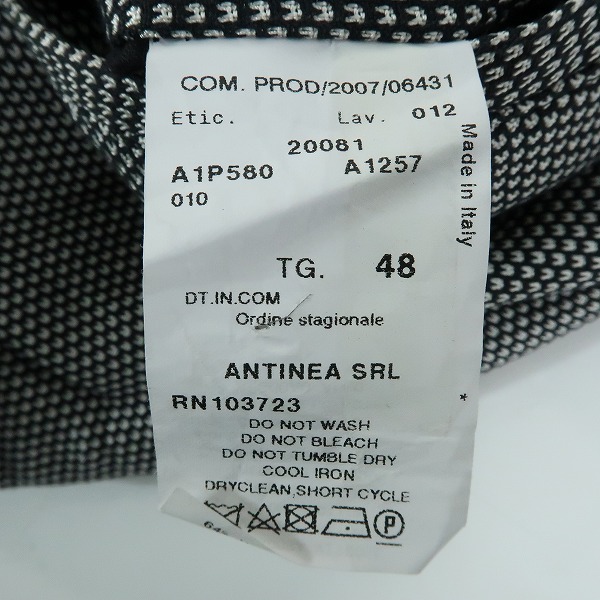 COM. PROD/2007/06431
Etic. Lav. 012
20081
A1P580 A1257
010
Made in Italy
TG. 48
DT.IN.COM
Ordine stagionale
ANTINEA SRL
RN103723 *
DO NOT WASH
DO NOT BLEACH
DO NOT TUMBLE DRY
COOL IRON
DRYCLEAN,SHORT CYCLE
P